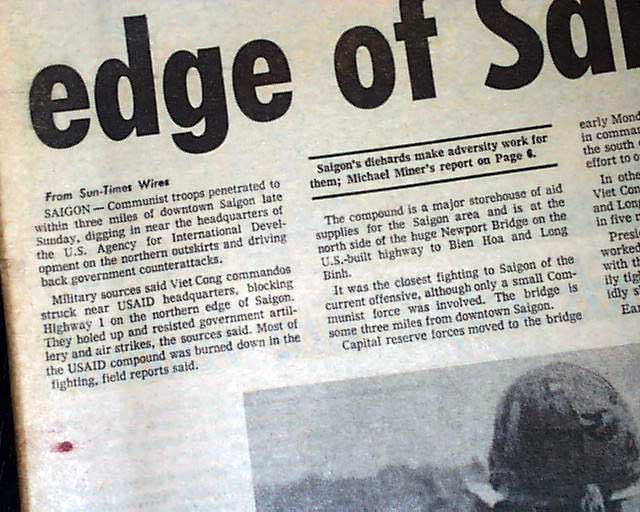 edge of Sai
From Sun-Times Wires
SAIGON — Communist troops penetrated to
within three miles of downtown Saigon late
Sunday, digging in near the headquarters of
the U.S. Agency for International Devel-
opment on the northern outskirts and driving
back government counterattacks.
Military sources said Viet Cong commandos
struck near USAID headquarters, blocking
Highway 1 on the northern edge of Saigon.
They holed up and resisted government artil-
lery and air strikes, the sources said. Most of
the USAID compound was burned down in the
fighting, field reports said.
Saigon's diehards make adversity work for
them; Michael Miner's report on Page 6.
The compound is a major storehouse of aid
supplies for the Saigon area and is at the
north side of the huge Newport Bridge on the
U.S.-built highway to Bien Hoa and Long
Binh.
It was the closest fighting to Saigon of the
current offensive, although only a small Com-
munist force was involved. The bridge is
some three miles from downtown Saigon.
Capital reserve forces moved to the bridge
early Mond
in comma
the south
effort to o
In othe
Viet Co
and Long
in five
Presi
worked
with th
ily tig
idly s
Ea